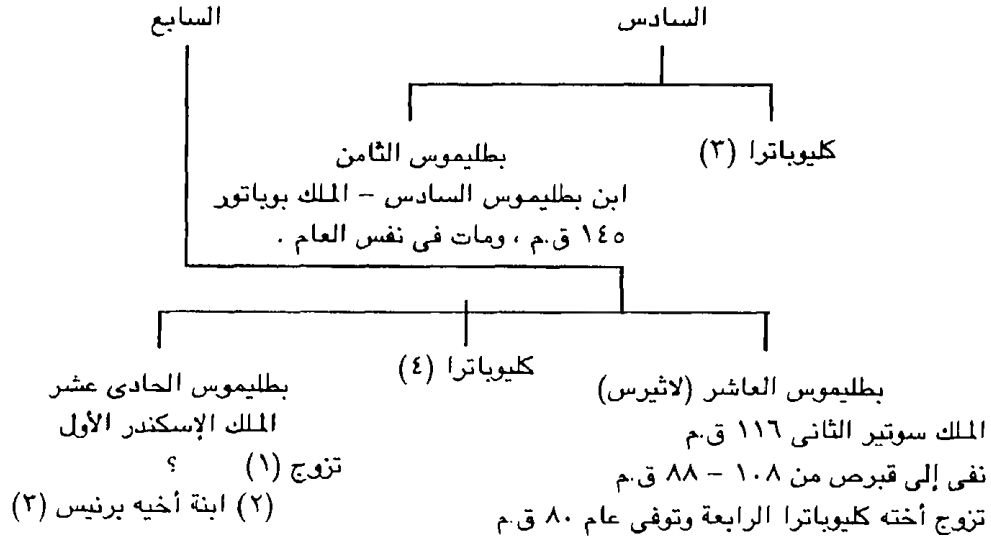 السادس
السابع
كليوباترا (٣)
بطليموس الثامن
ابن بطليموس السادس – الملك بوباتور
١٤٥ ق.م ، ومات فى نفس العام .
بطليموس العاشر (لاثيرس)
الملك سوتير الثانى ١١٦ ق.م
نفى إلى قبرص من ١٠٨ – ٨٨ ق.م
تزوج أخته كليوباترا الرابعة وتوفى عام ٨٠ ق.م
كليوباترا (٤)
بطليموس الحادى عشر
الملك الإسكندر الأول
تزوج (١) ؟
(٢) ابنة أخيه برنيس (٣)